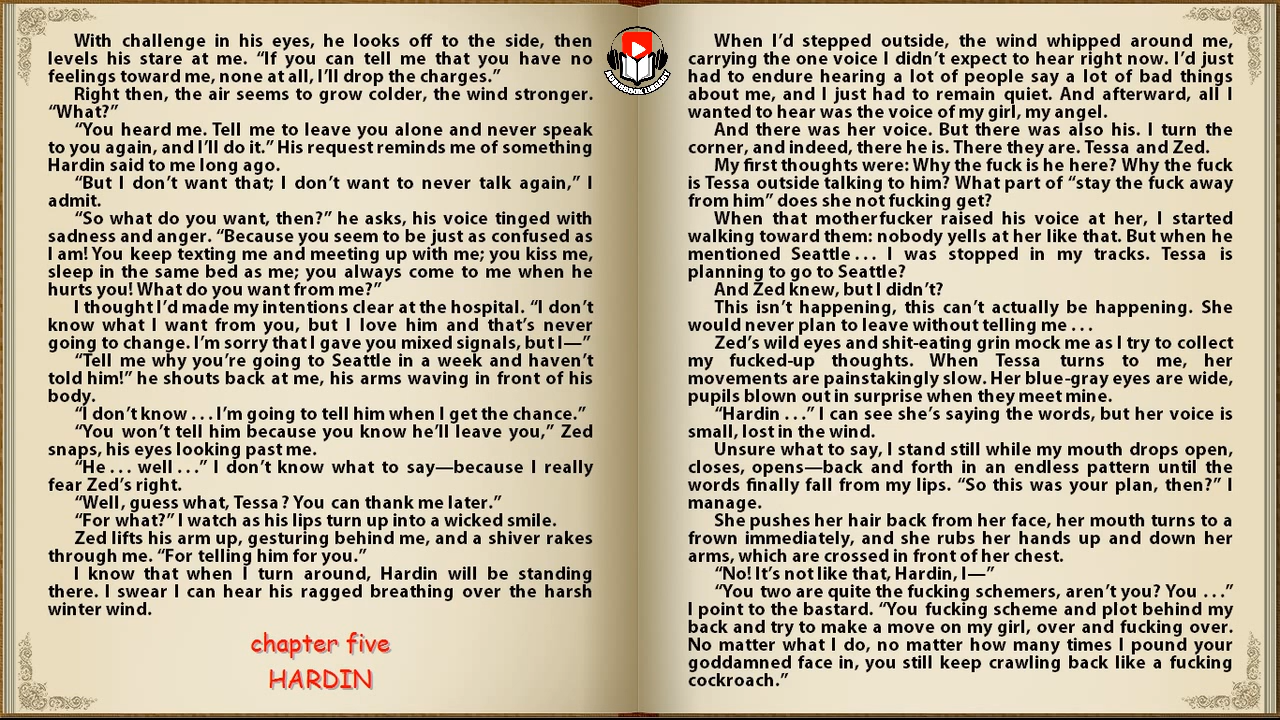 With challenge in his eyes, he looks off to the side, then
levels his stare at me. “If you can tell me that you have no
feelings toward me, none at all, I’ll drop the charges.”
Right then, the air seems to grow colder, the wind stronger.
“What?”
“You heard me. Tell me to leave you alone and never speak
to you again, and I’ll do it.” His request reminds me of something
Hardin said to me long ago.
“But I don’t want that; I don’t want to never talk again,” I
admit.
“So what do you want, then?” he asks, his voice tinged with
sadness and anger. “Because you seem to be just as confused as
I am! You keep texting me and meeting up with me; you kiss me,
sleep in the same bed as me; you always come to me when he
hurts you! What do you want from me?”
I thought I’d made my intentions clear at the hospital. “I don’t
know what I want from you, but I love him and that’s never
going to change. I’m sorry that I gave you mixed signals, but I—”
“Tell me why you’re going to Seattle in a week and haven’t
told him!” he shouts back at me, his arms waving in front of his
body.
“I don’t know . . . I’m going to tell him when I get the chance.”
“You won’t tell him because you know he’ll leave you,” Zed
snaps, his eyes looking past me.
“He . . . well . . .” I don’t know what to say—because I really
fear Zed’s right.
“Well, guess what, Tessa? You can thank me later.”
“For what?” I watch as his lips turn up into a wicked smile.
Zed lifts his arm up, gesturing behind me, and a shiver rakes
through me. “For telling him for you.”
I know that when I turn around, Hardin will be standing
there. I swear I can hear his ragged breathing over the harsh
winter wind.
chapter five
HARDIN
AUDIOBOOK LIBRARY
When I’d stepped outside, the wind whipped around me,
carrying the one voice I didn’t expect to hear right now. I’d just
had to endure hearing a lot of people say a lot of bad things
about me, and I just had to remain quiet. And afterward, all I
wanted to hear was the voice of my girl, my angel.
And there was her voice. But there was also his. I turn the
corner, and indeed, there he is. There they are. Tessa and Zed.
My first thoughts were: Why the fuck is he here? Why the fuck
is Tessa outside talking to him? What part of “stay the fuck away
from him” does she not fucking get?
When that motherfucker raised his voice at her, I started
walking toward them: nobody yells at her like that. But when he
mentioned Seattle . . . I was stopped in my tracks. Tessa is
planning to go to Seattle?
And Zed knew, but I didn’t?
This isn’t happening, this can’t actually be happening. She
would never plan to leave without telling me . . .
Zed’s wild eyes and shit-eating grin mock me as I try to collect
my fucked-up thoughts. When Tessa turns to me, her
movements are painstakingly slow. Her blue-gray eyes are wide,
pupils blown out in surprise when they meet mine.
“Hardin . . .” I can see she’s saying the words, but her voice is
small, lost in the wind.
Unsure what to say, I stand still while my mouth drops open,
closes, opens—back and forth in an endless pattern until the
words finally fall from my lips. “So this was your plan, then?” I
manage.
She pushes her hair back from her face, her mouth turns to a
frown immediately, and she rubs her hands up and down her
arms, which are crossed in front of her chest.
“No! It’s not like that, Hardin, I—”
“You two are quite the fucking schemers, aren’t you? You . . .”
I point to the bastard. “You fucking scheme and plot behind my
back and try to make a move on my girl, over and fucking over.
No matter what I do, no matter how many times I pound your
goddamned face in, you still keep crawling back like a fucking
cockroach.”